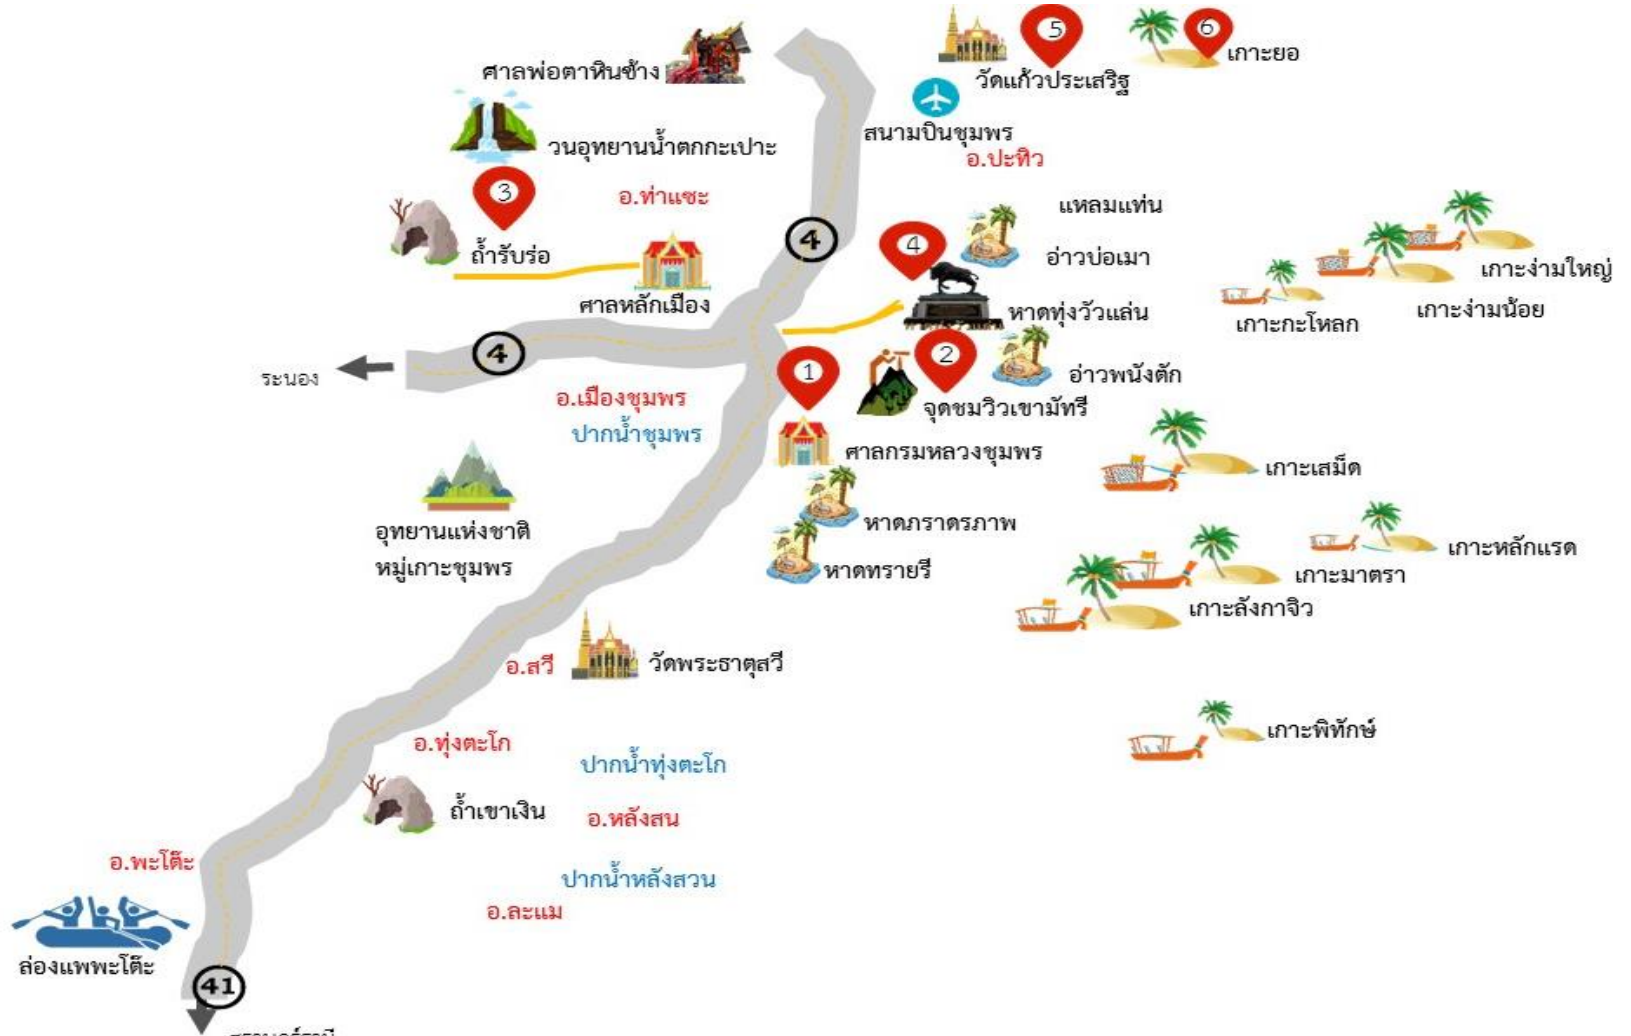 5
6
เกาะยอ
ศาลพ่อตาหินช้าง
วัดแก้วประเสริฐ
สนามบินชุมพร
วนอุทยานน้ำตกกะเปาะ
อ.ปะทิว
3
อ.ท่าแซะ
แหลมแท่น
4
4
ถ้ำรับร่อ
อ่าวบ่อเมา
เกาะง่ามใหญ่
ศาลหลักเมือง
หาดทุ่งวัวแล่น
เกาะง่ามน้อย
เกาะกะโหลก
4
2
1
ระนอง
อ่าวพนังตัก
อ.เมืองชุมพร
จุดชมวิวเขามัทรี
ปากน้ำชุมพร
ศาลกรมหลวงชุมพร
เกาะเสม็ด
อุทยานแห่งชาติ
หมู่เกาะชุมพร
หาดภราดรภาพ
เกาะหลักแรด
หาดทรายรี
เกาะมาตรา
เกาะลังกาจิว
อ.สวี
วัดพระธาตุสวี
เกาะพิทักษ์
อ.ทุ่งตะโก
ปากน้ำทุ่งตะโก
ถ้ำเขาเงิน
อ.หลังสน
อ.พะโต๊ะ
ปากน้ำหลังสวน
อ.ละแม
ล่องแพพะโต๊ะ
41